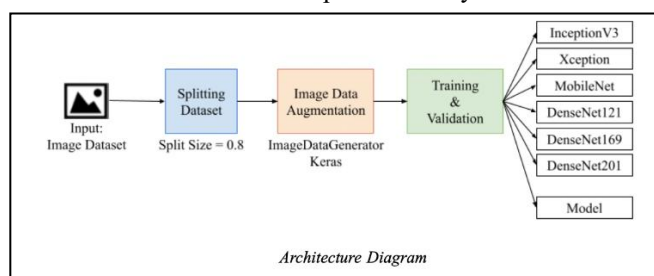 Input:
Image Dataset
Splitting
Dataset
Split Size = 0.8
Image Data
Augmentation
ImageDataGenerator
Keras
Training
&
Validation
InceptionV3
Xception
MobileNet
DenseNet121
DenseNet169
DenseNet201
Model
Architecture Diagram